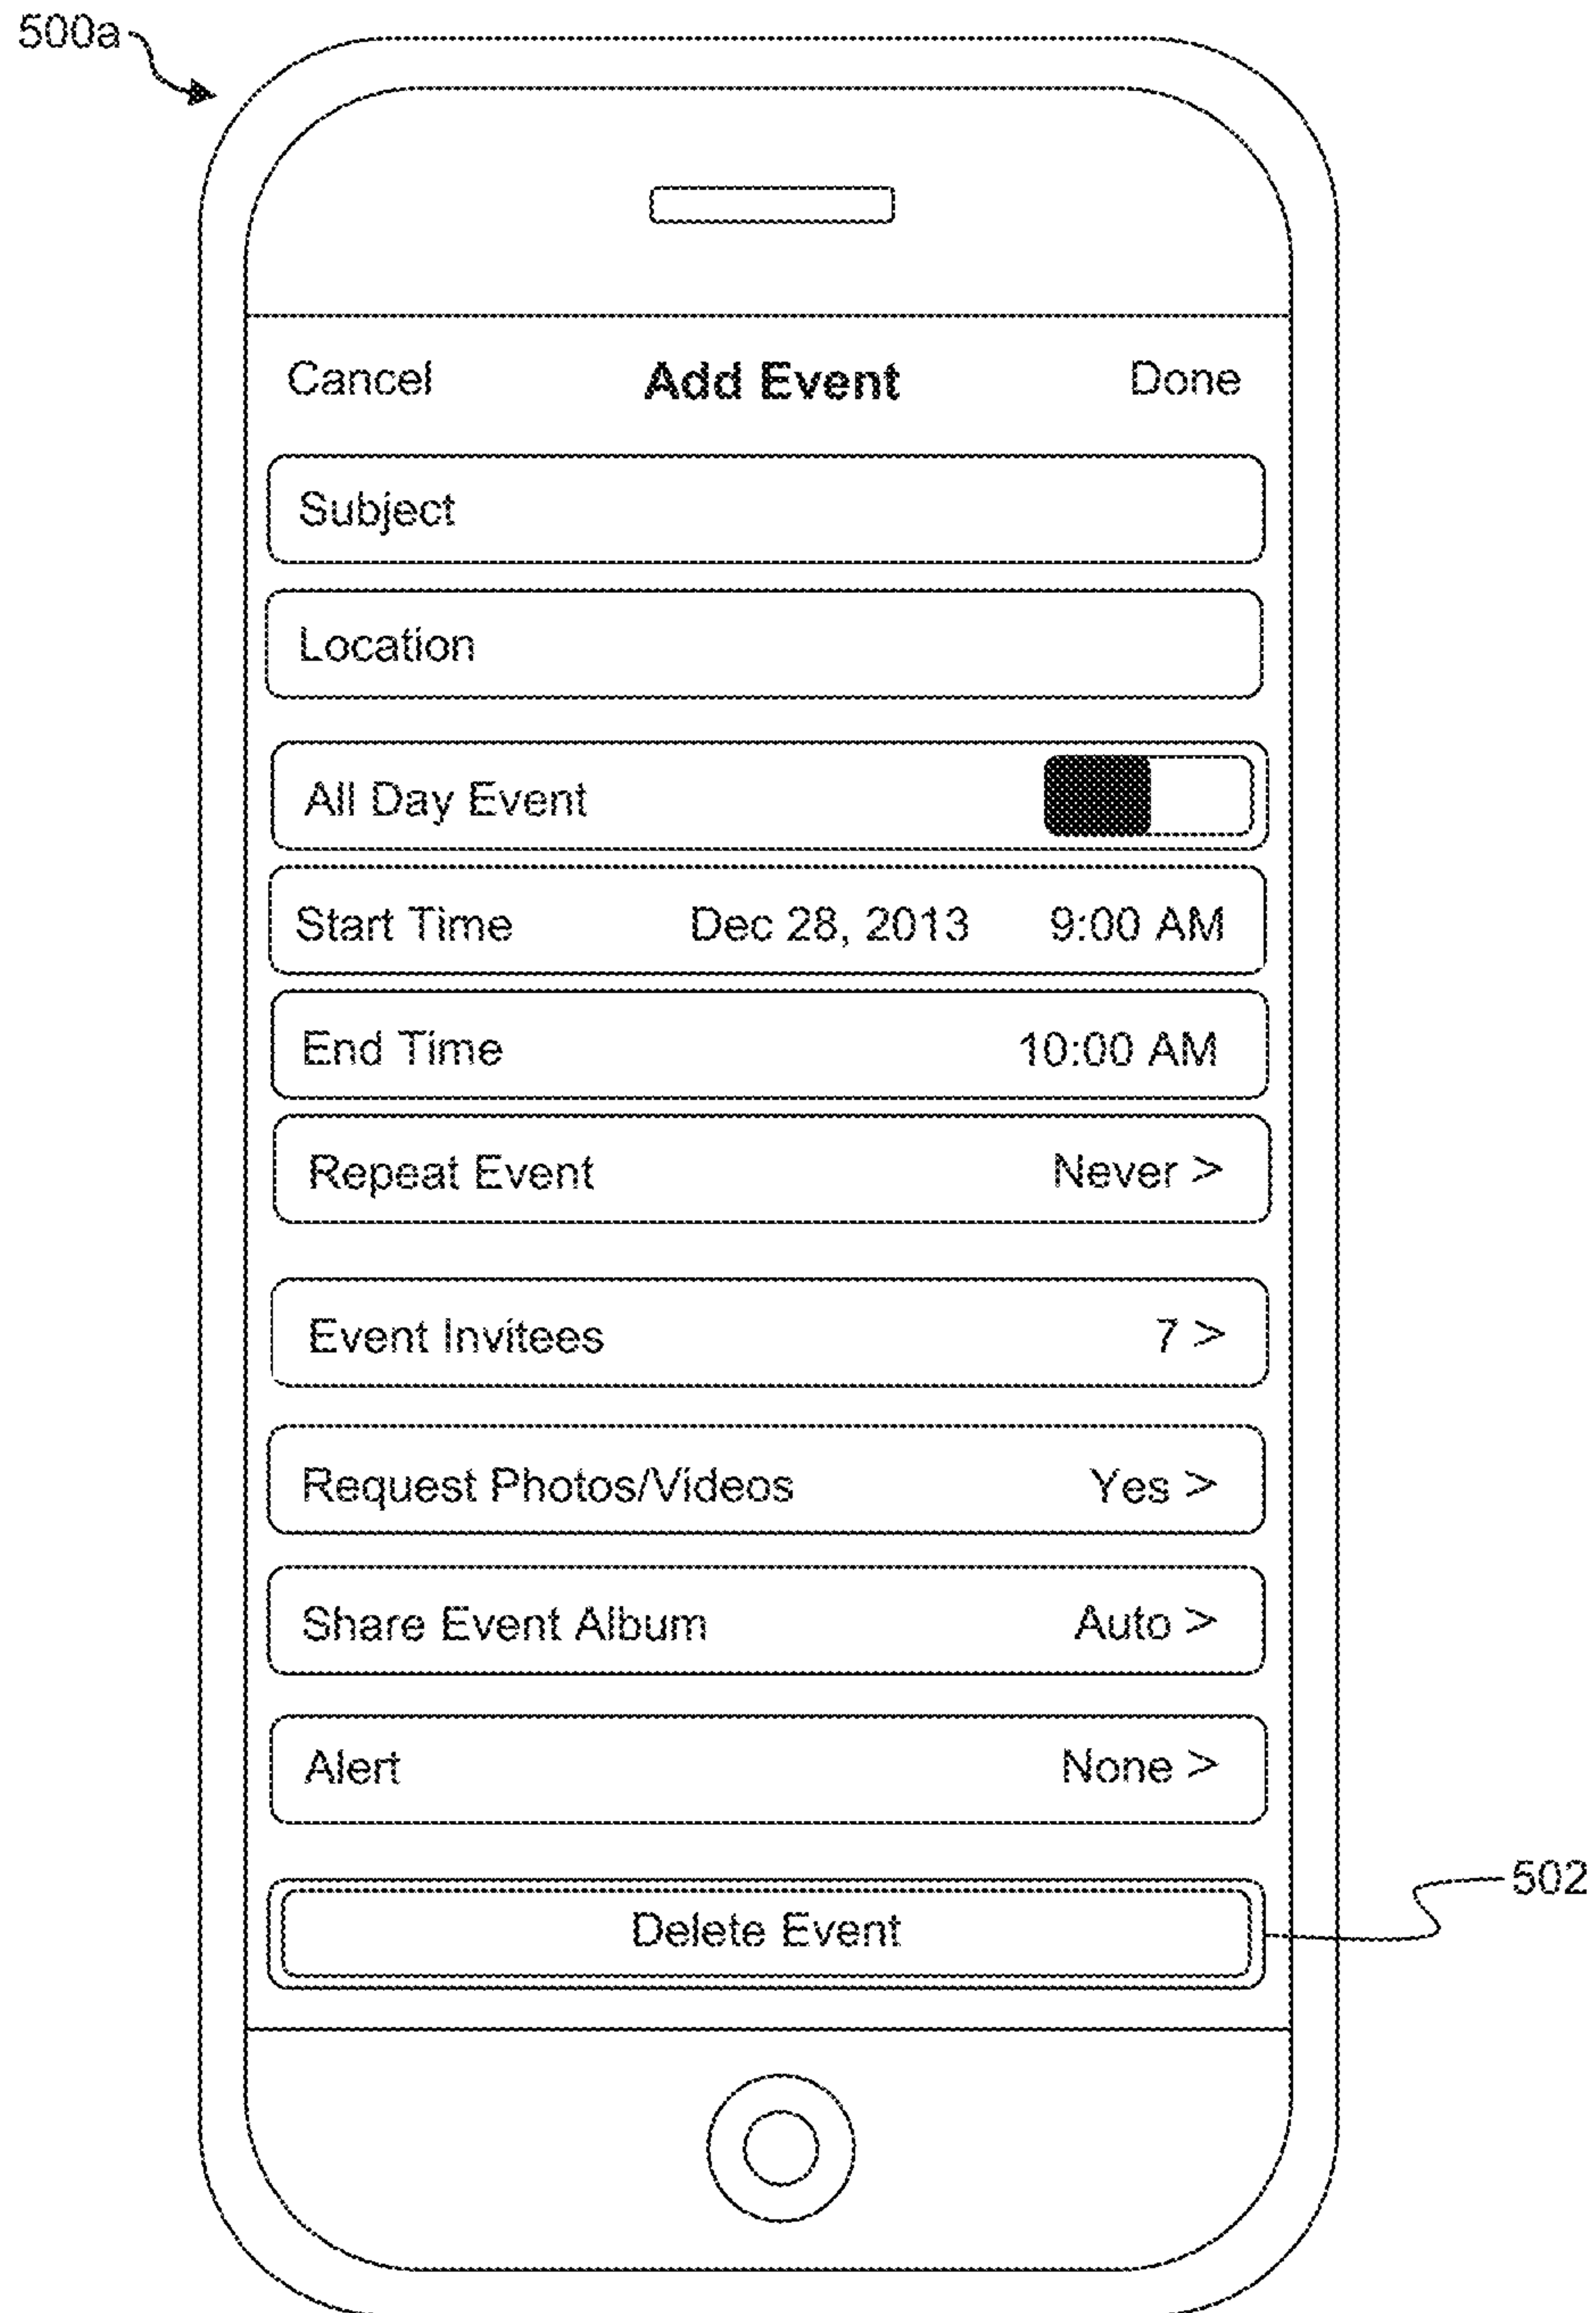 500a
Cancel Add Event Done
Subject
Location
All Day Event
Start Time Dec 28, 2013 9:00 AM
End Time 10:00 AM
Repeat Event Never >
Event Invitees 7 >
Request Photos/Videos Yes >
Share Event Album Auto >
Alert None >
502
Delete Event